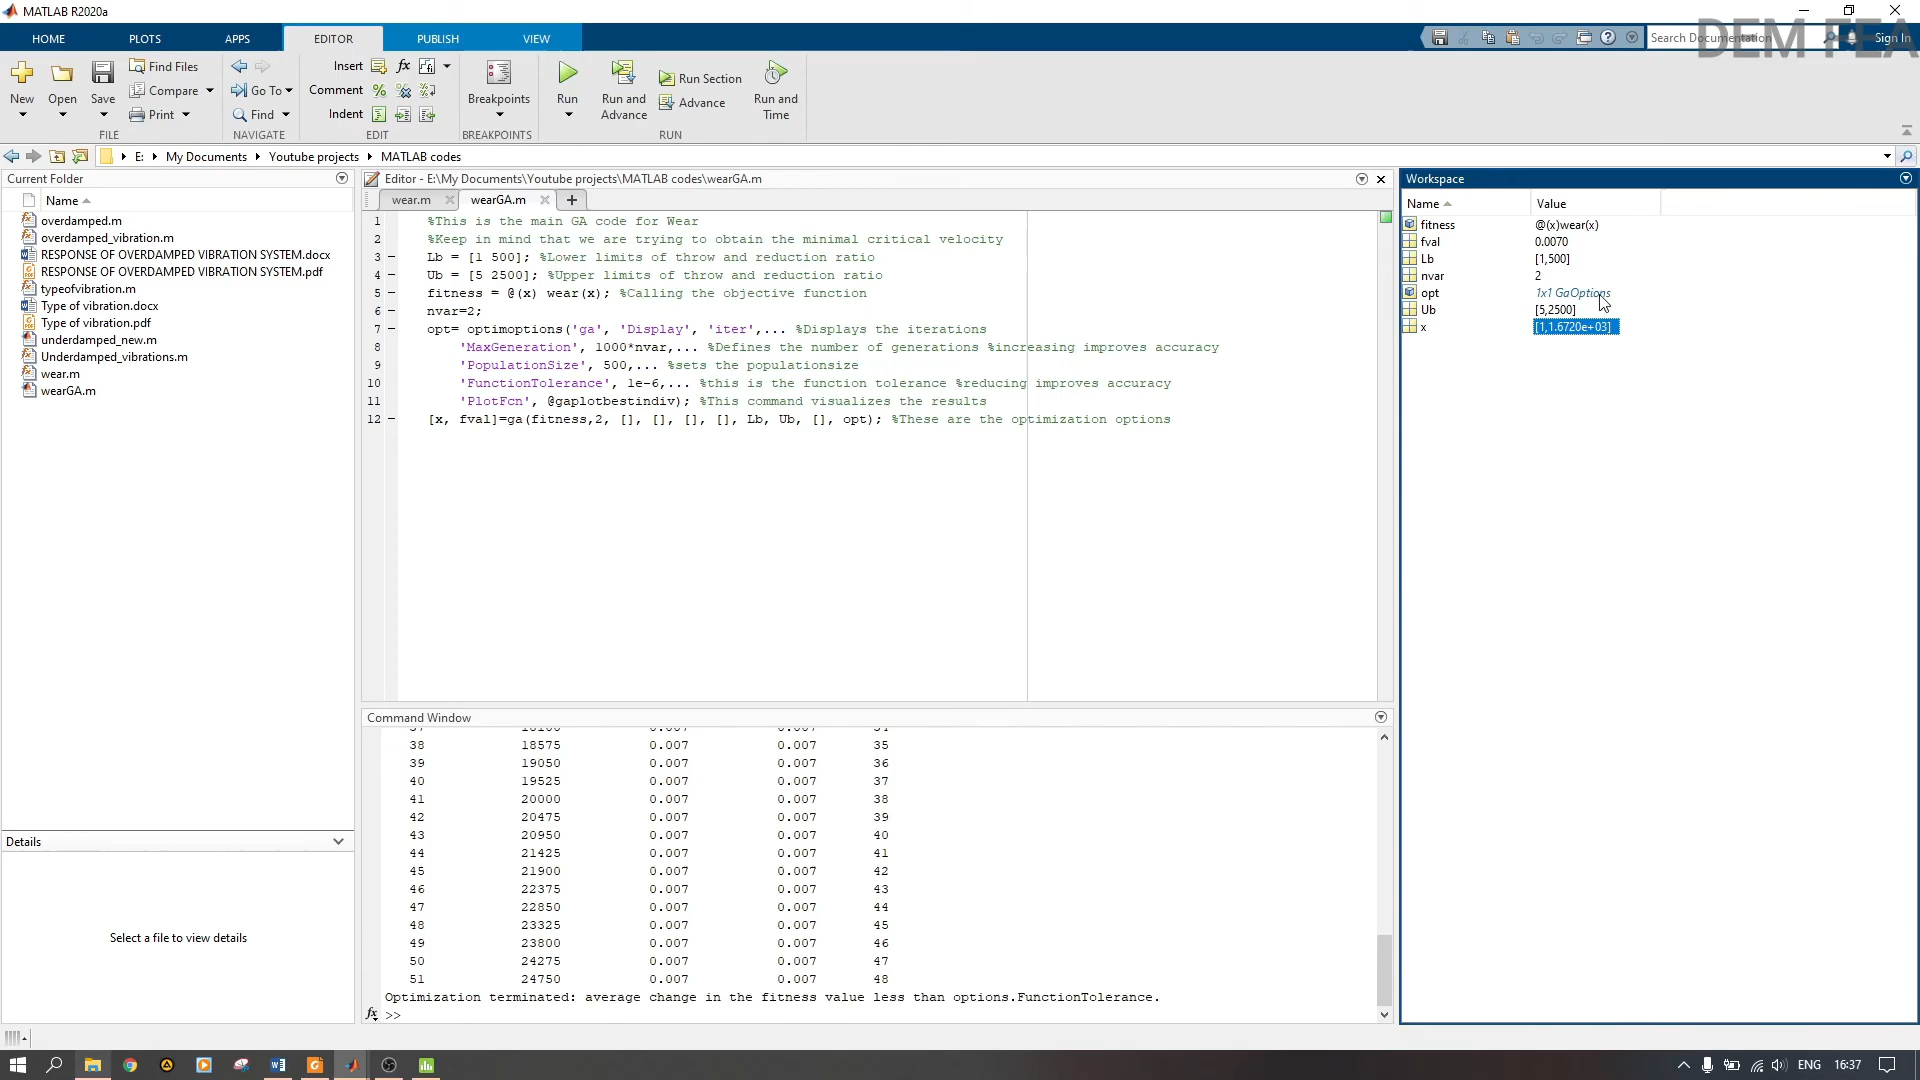 MATLAB R2020a
HOME PLOTS APPS EDITOR PUBLISH VIEW
Search Documentation
Sign In
DEM FEA
New
Open
Save
Find Files
Compare
Print
FILE
Go To
Find
NAVIGATE
Insert
Comment
Indent
EDIT
Breakpoints
BREAKPOINTS
Run
Run and Advance
Run Section
Advance
Run and Time
RUN
E: My Documents Youtube projects MATLAB codes
Current Folder
Name
overdamped.m
overdamped_vibration.m
RESPONSE OF OVERDAMPED VIBRATION SYSTEM.docx
RESPONSE OF OVERDAMPED VIBRATION SYSTEM.pdf
typeofvibration.m
Type of vibration.docx
Type of vibration.pdf
underdamped_new.m
Underdamped_vibrations.m
wear.m
wearGA.m
Details
Select a file to view details
Editor - E:\My Documents\Youtube projects\MATLAB codes\wearGA.m
wear.m wearGA.m
1 %This is the main GA code for Wear
2 %Keep in mind that we are trying to obtain the minimal critical velocity
3 – Lb = [1 500]; %Lower limits of throw and reduction ratio
4 – Ub = [5 2500]; %Upper limits of throw and reduction ratio
5 – fitness = @(x) wear(x); %Calling the objective function
6 – nvar=2;
7 – opt= optimoptions('ga', 'Display', 'iter',... %Displays the iterations
8 'MaxGeneration', 1000*nvar,... %Defines the number of generations %increasing improves accuracy
9 'PopulationSize', 500,... %sets the populationsize
10 'FunctionTolerance', 1e-6,... %this is the function tolerance %reducing improves accuracy
11 'PlotFcn', @gaplotbestindiv); %This command visualizes the results
12 – [x, fval]=ga(fitness,2, [], [], [], [], Lb, Ub, [], opt); %These are the optimization options
Command Window
38 18575 0.007 0.007 35
39 19050 0.007 0.007 36
40 19525 0.007 0.007 37
41 20000 0.007 0.007 38
42 20475 0.007 0.007 39
43 20950 0.007 0.007 40
44 21425 0.007 0.007 41
45 21900 0.007 0.007 42
46 22375 0.007 0.007 43
47 22850 0.007 0.007 44
48 23325 0.007 0.007 45
49 23800 0.007 0.007 46
50 24275 0.007 0.007 47
51 24750 0.007 0.007 48
Optimization terminated: average change in the fitness value less than options.FunctionTolerance.
fx >>
Workspace
Name Value
fitness @(x)wear(x)
fval 0.0070
Lb [1,500]
nvar 2
opt 1x1 GaOptions
Ub [5,2500]
x [1,1.6720e+03]
ENG 16:37